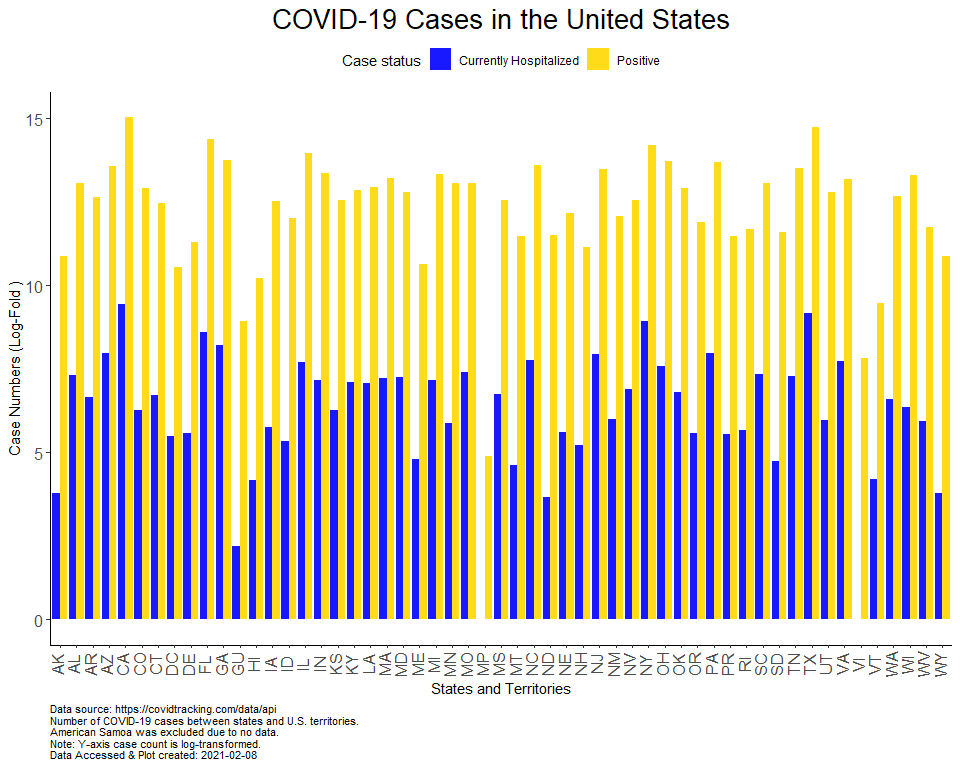 COVID-19 Cases in the United States
Case status Currently Hospitalized Positive
15
10
5
0
Case Numbers (Log-Fold )
AK AL AR AZ CA CO CT DC DE FL GA GU HI IA ID IL IN KS KY LA MA MD ME MI MN MO MP MS MT NC ND NE NH NJ NM NV NY OH OK OR PA PR RI SC SD TN TX UT VA VI VT WA WI WV WY
States and Territories
Data source: https://covidtracking.com/data/api
Number of COVID-19 cases between states and U.S. territories.
American Samoa was excluded due to no data.
Note: Y-axis case count is log-transformed.
Data Accessed & Plot created: 2021-02-08